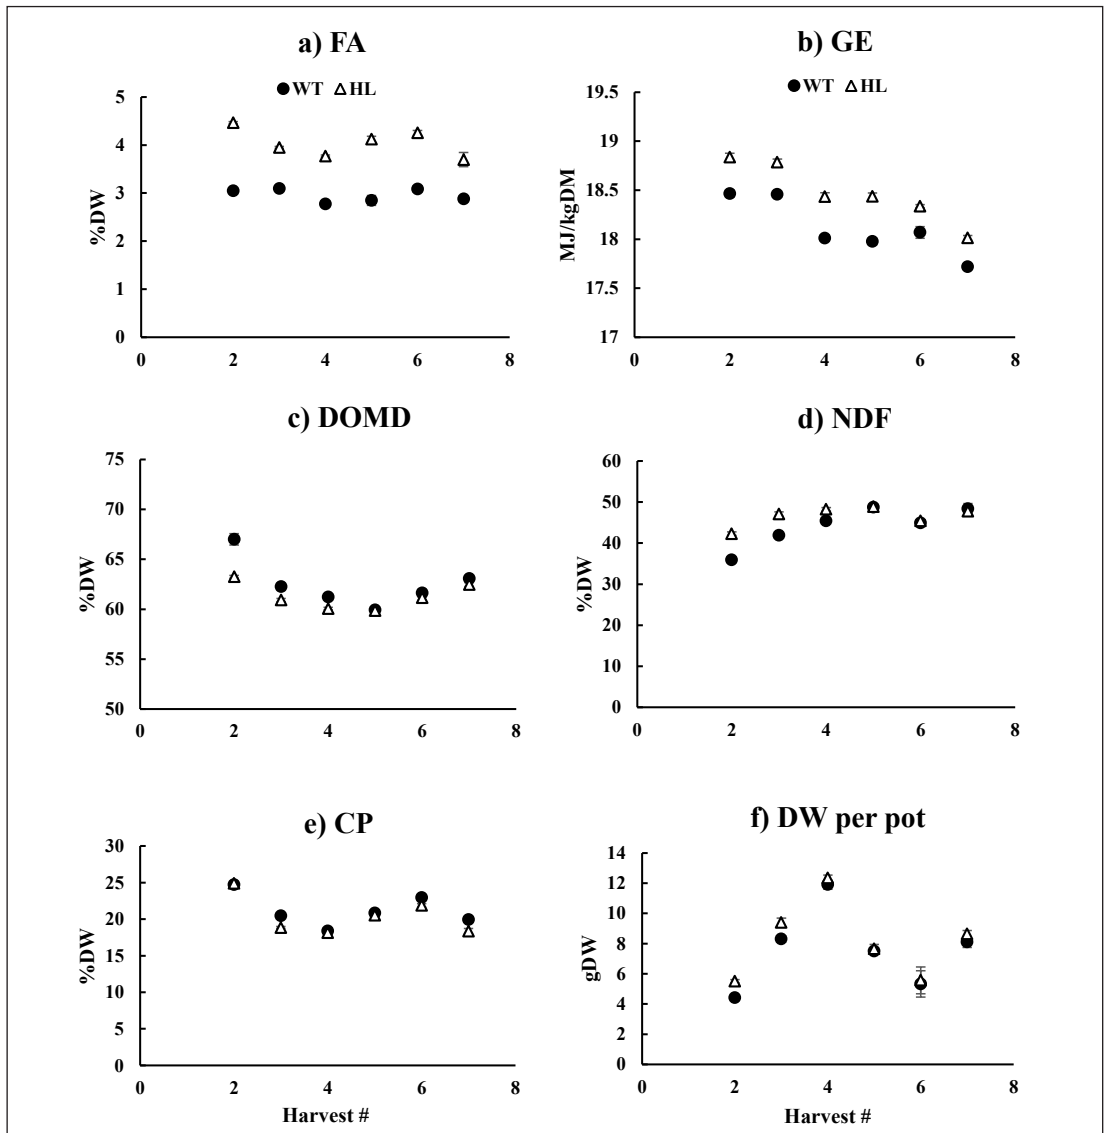 a) FA
● WT △ HL
5
4
3
2
1
0
%DW
0 2 4 6 8
b) GE
● WT △ HL
19.5
19
18.5
18
17.5
17
MJ/kgDM
0 2 4 6 8
c) DOMD
75
70
65
60
55
50
%DW
0 2 4 6 8
d) NDF
60
50
40
30
20
10
0
%DW
0 2 4 6 8
e) CP
30
25
20
15
10
5
0
%DW
0 2 4 6 8
Harvest #
f) DW per pot
14
12
10
8
6
4
2
0
gDW
0 2 4 6 8
Harvest #